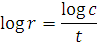 log r = log c / t